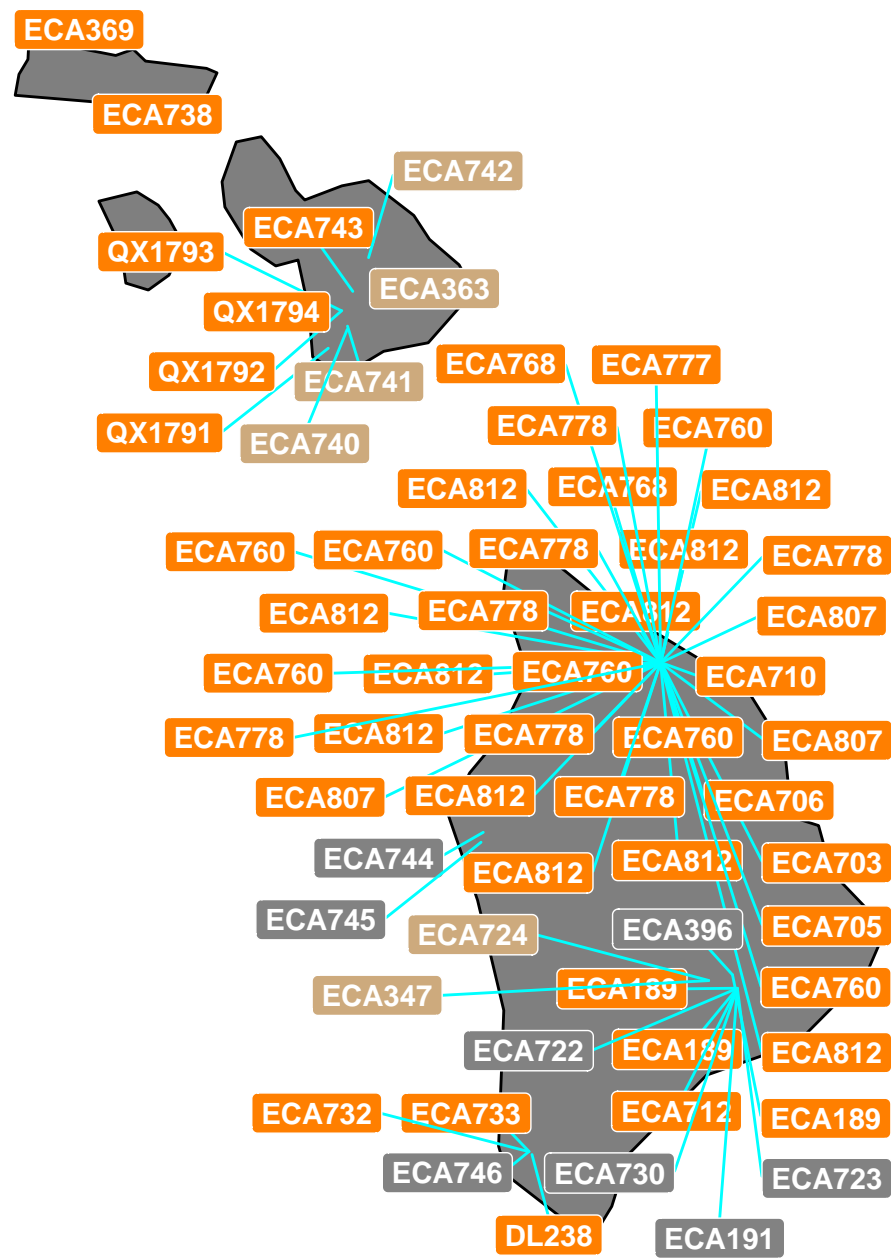 ECA369
ECA738
ECA742
ECA743
QX1793
ECA363
QX1794
ECA768
ECA777
QX1792
ECA741
QX1791
ECA740
ECA778
ECA760
ECA812
ECA768
ECA812
ECA760
ECA760
ECA778
ECA812
ECA778
ECA812
ECA778
ECA812
ECA807
ECA760
ECA812
ECA760
ECA710
ECA778
ECA812
ECA778
ECA760
ECA807
ECA807
ECA812
ECA778
ECA706
ECA744
ECA812
ECA812
ECA703
ECA745
ECA724
ECA396
ECA705
ECA347
ECA189
ECA760
ECA722
ECA189
ECA812
ECA732
ECA733
ECA712
ECA189
ECA746
ECA730
ECA723
DL238
ECA191